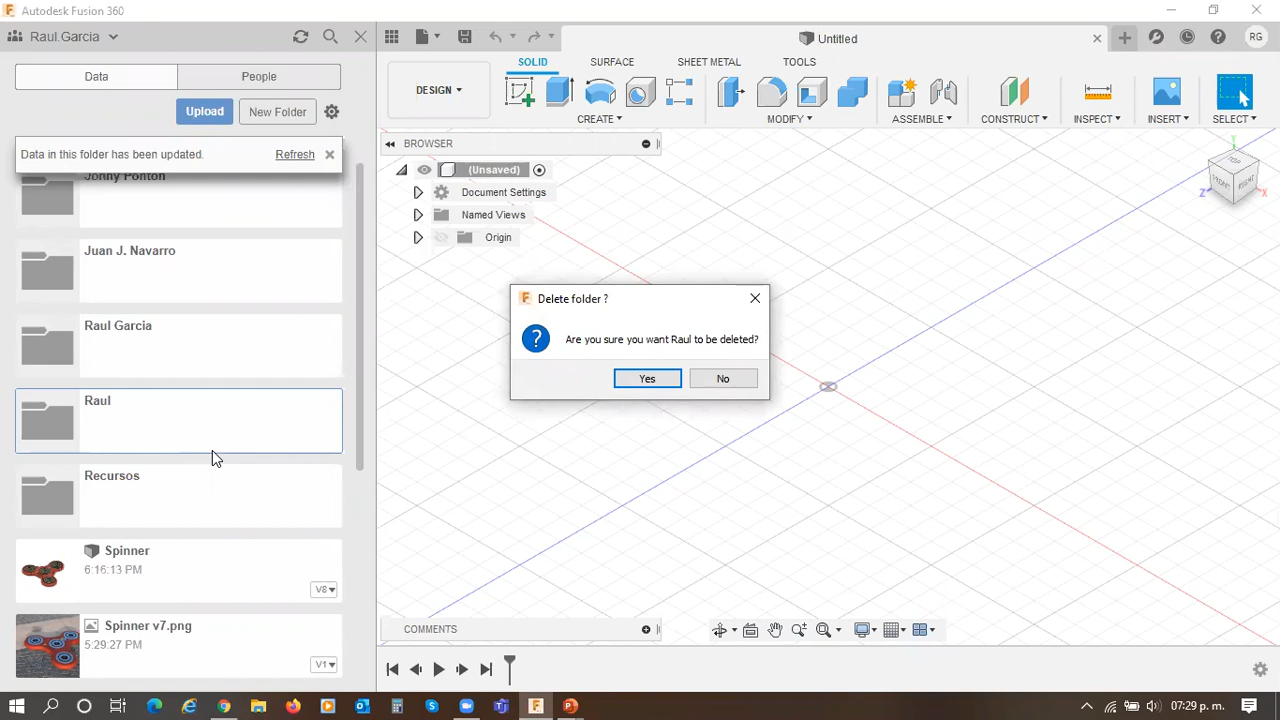 Autodesk Fusion 360
Raul.Garcia
Untitled
RG
Data
People
Upload
New Folder
Data in this folder has been updated.
Refresh
Jonny Ponton
Juan J. Navarro
Raul Garcia
Raul
Recursos
Spinner
6:16:13 PM
V8
Spinner v7.png
5:29:27 PM
V1
SOLID
SURFACE
SHEET METAL
TOOLS
DESIGN
CREATE
MODIFY
ASSEMBLE
CONSTRUCT
INSPECT
INSERT
SELECT
BROWSER
(Unsaved)
Document Settings
Named Views
Origin
Y
TOP
FRONT
RIGHT
Z
X
Delete folder ?
Are you sure you want Raul to be deleted?
Yes
No
COMMENTS
07:29 p. m.